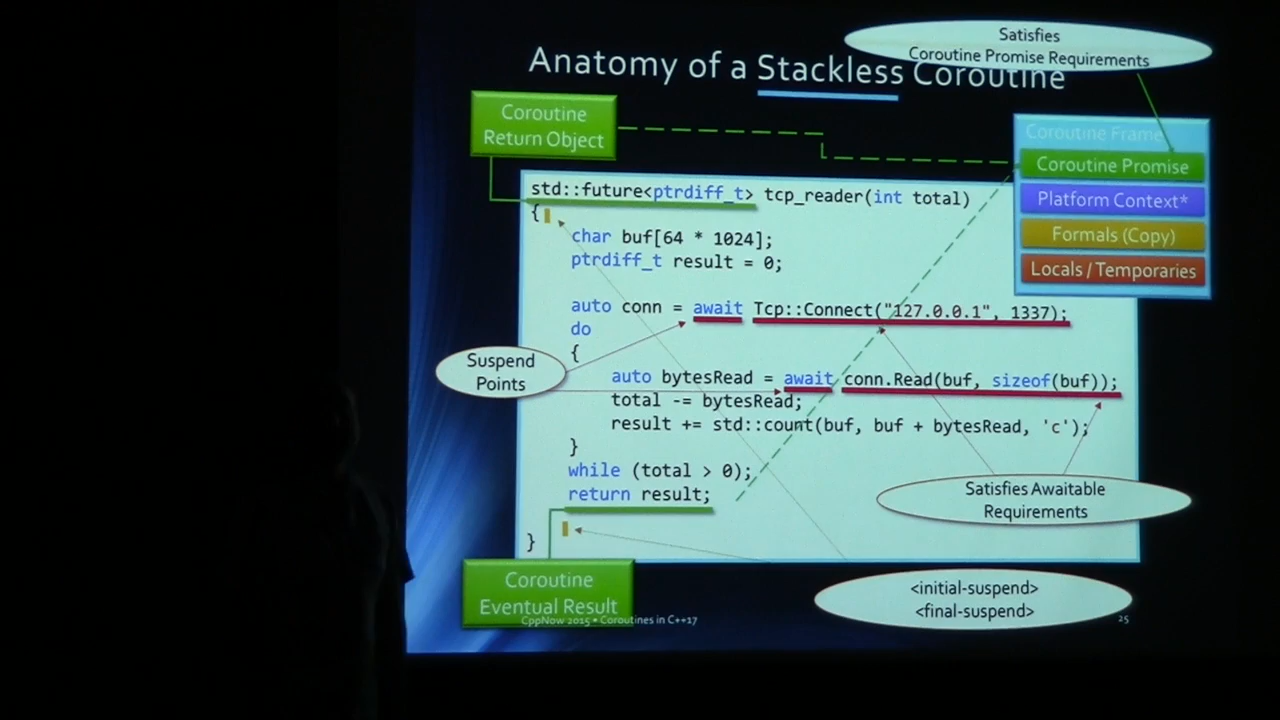 Satisfies
Coroutine Promise Requirements
Anatomy of a Stackless Coroutine
Coroutine
Return Object
Coroutine Frame
Coroutine Promise
Platform Context*
Formals (Copy)
Locals / Temporaries
std::future<ptrdiff_t> tcp_reader(int total)
{
char buf[64 * 1024];
ptrdiff_t result = 0;
auto conn = await Tcp::Connect("127.0.0.1", 1337);
do
{
Suspend
Points
auto bytesRead = await conn.Read(buf, sizeof(buf));
total -= bytesRead;
result += std::count(buf, buf + bytesRead, 'c');
}
while (total > 0);
return result;
Satisfies Awaitable
Requirements
}
Coroutine
Eventual Result
<initial-suspend>
<final-suspend>
CppNow 2015 • Coroutines in C++17
25